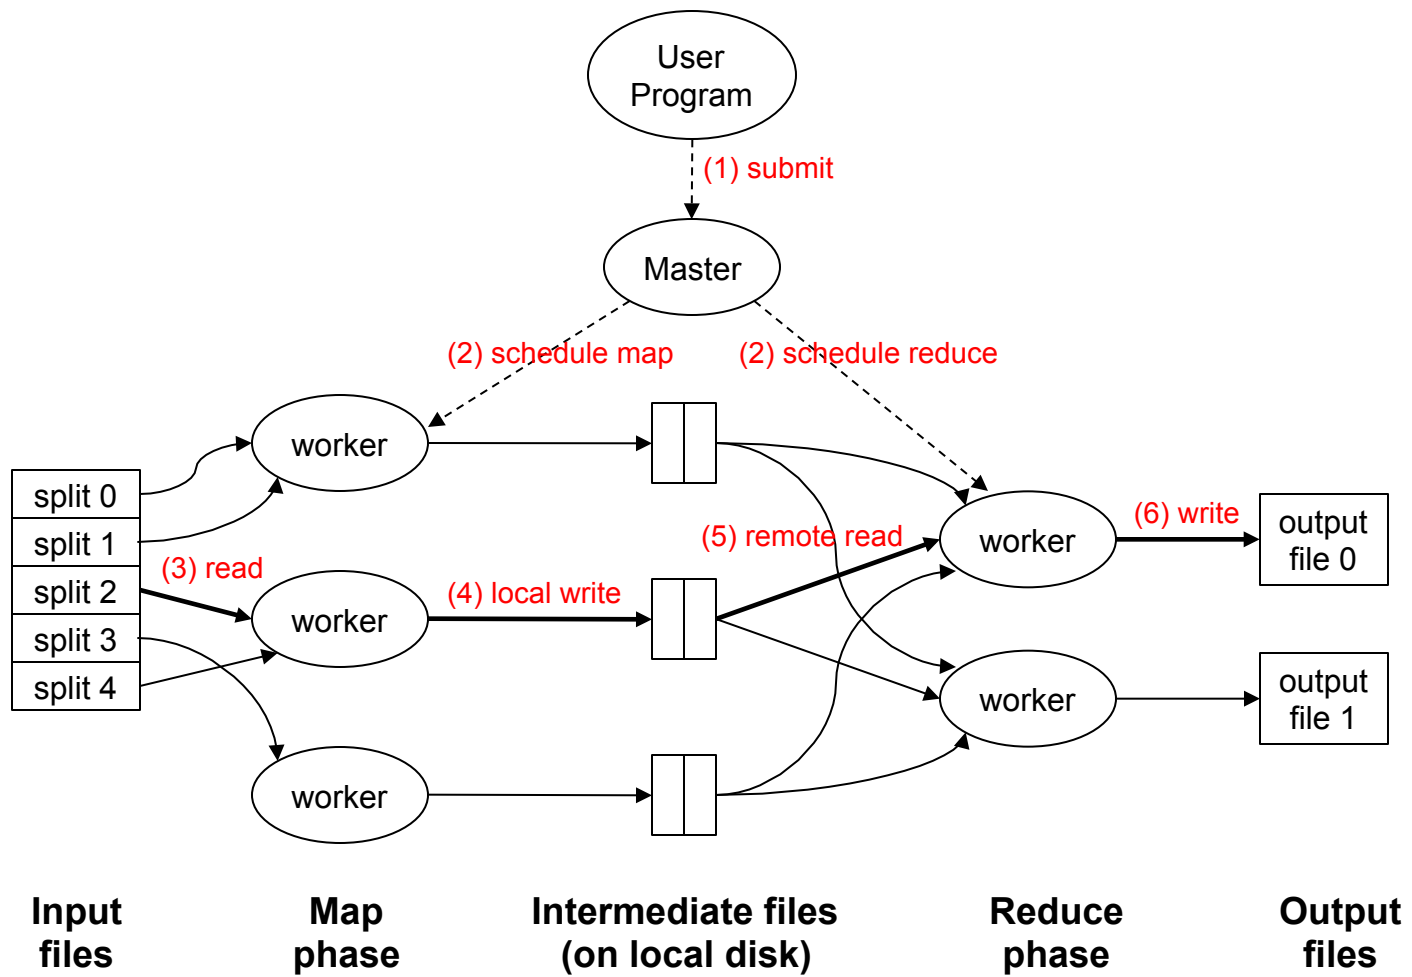 User
Program
(1) submit
Master
(2) schedule map
(2) schedule reduce
worker
split 0
split 1
split 2
split 3
split 4
(3) read
worker
(4) local write
worker
(5) remote read
worker
(6) write
output
file 0
worker
output
file 1
Input
files
Map
phase
Intermediate files
(on local disk)
Reduce
phase
Output
files